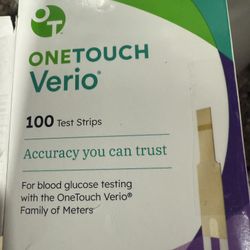 OT
ONETOUCH
Verio®
100 Test Strips
Accuracy you can trust
For blood glucose testing
with the OneTouch Verio®
Family of Meters